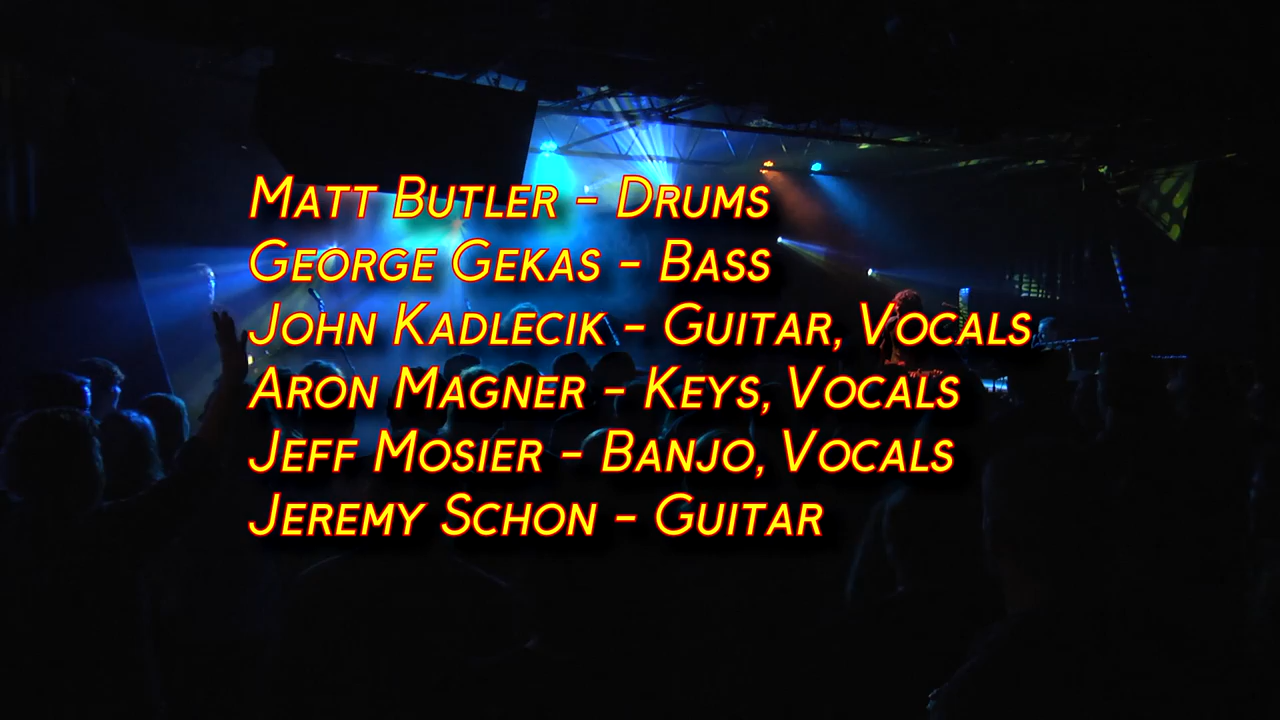 Matt Butler - Drums
George Gekas - Bass
John Kadlecik - Guitar, Vocals
Aron Magner - Keys, Vocals
Jeff Mosier - Banjo, Vocals
Jeremy Schon - Guitar